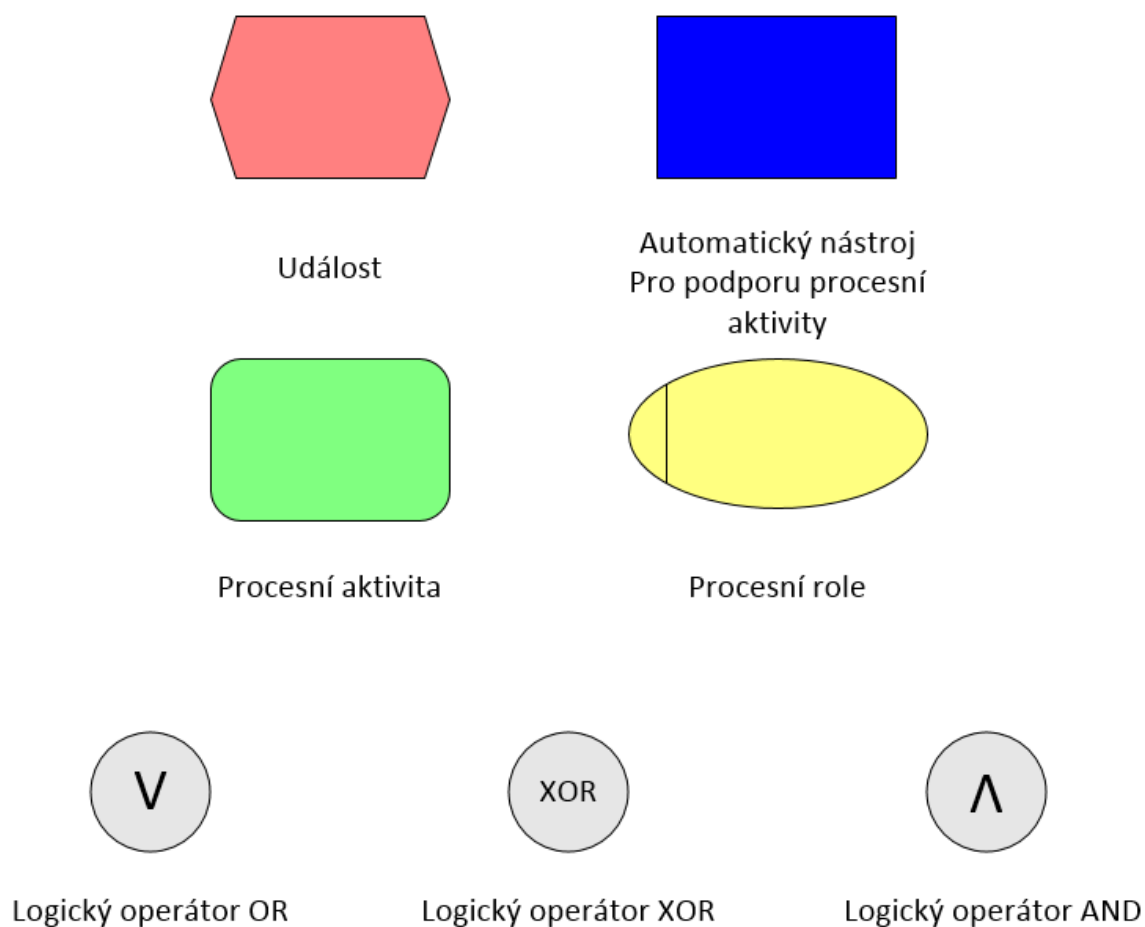 Událost
Automatický nástroj
Pro podporu procesní
aktivity
Procesní aktivita
Procesní role
V
XOR
Λ
Logický operátor OR
Logický operátor XOR
Logický operátor AND